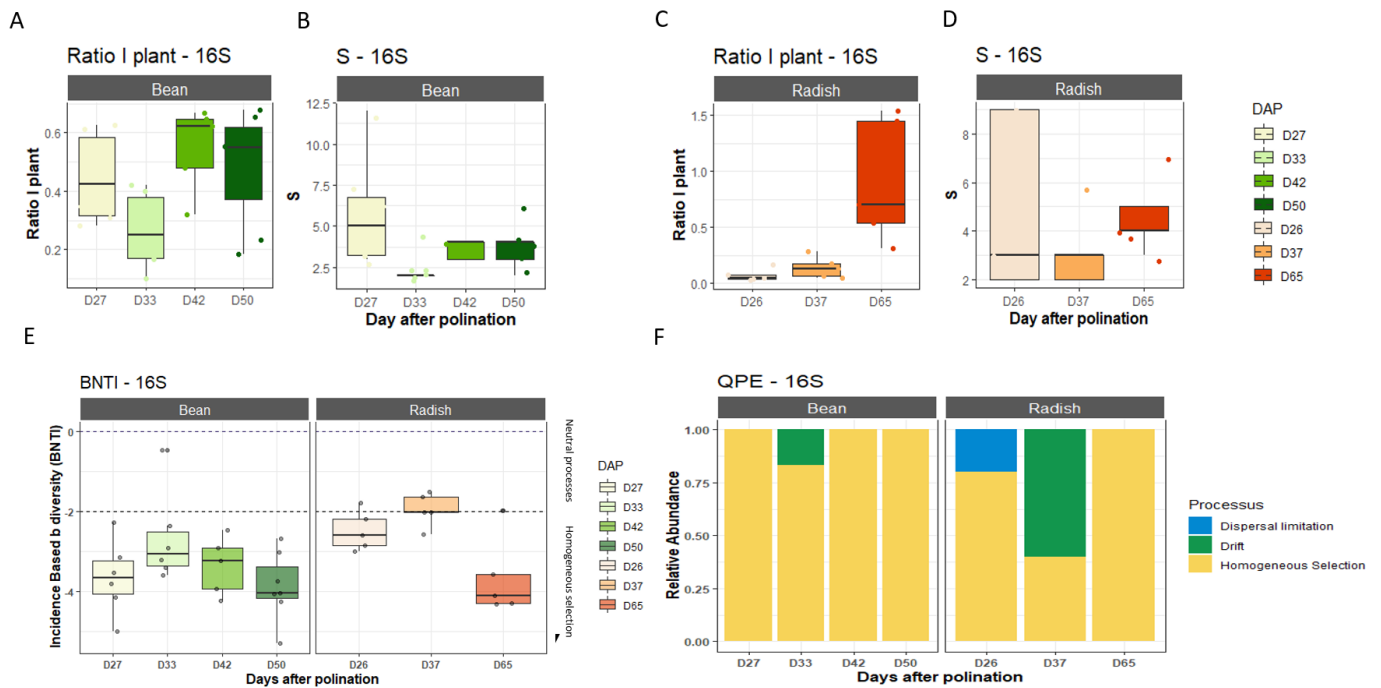 A
B
C
D
Ratio I plant - 16S
S - 16S
Ratio I plant - 16S
S - 16S
Bean
Bean
Radish
Radish
Ratio I plant
0.6
0.4
0.2
D27 D33 D42 D50
S
12.5
10.0
7.5
5.0
2.5
D27 D33 D42 D50
Day after polination
Ratio I plant
1.5
1.0
0.5
0.0
D26 D37 D65
S
8
6
4
2
D26 D37 D65
Day after polination
DAP
D27
D33
D42
D50
D26
D37
D65
E
F
BNTI - 16S
Bean Radish
Incidence Based b diversity (BNTI)
0
-2
-4
D27 D33 D42 D50 D26 D37 D65
Days after polination
Neutral processes
Homogeneous selection
DAP
D27
D33
D42
D50
D26
D37
D65
QPE - 16S
Bean Radish
Relative Abundance
1.00
0.75
0.50
0.25
0.00
D27 D33 D42 D50 D26 D37 D65
Days after polination
Processus
Dispersal limitation
Drift
Homogeneous Selection